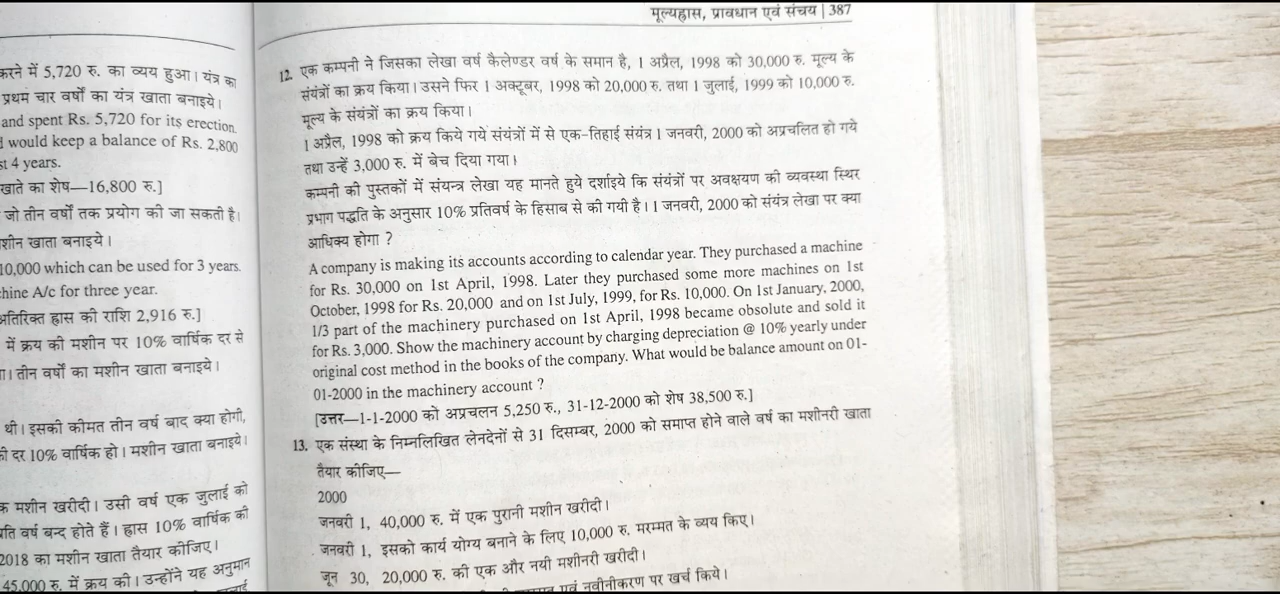 करने में 5,720 रु. का व्यय हुआ। यंत्र का
प्रथम चार वर्षों का यंत्र खाता बनाइये।
and spent Rs. 5,720 for its erection.
would keep a balance of Rs. 2,800
st 4 years.
खाते का शेष—16,800 रु.]
जो तीन वर्षों तक प्रयोग की जा सकती है।
शीन खाता बनाइये।
10,000 which can be used for 3 years.
chine A/c for three year.
अतिरिक्त ह्रास की राशि 2,916 रु.]
में क्रय की मशीन पर 10% वार्षिक दर से
ा। तीन वर्षों का मशीन खाता बनाइये।
थी। इसकी कीमत तीन वर्ष बाद क्या होगी,
की दर 10% वार्षिक हो। मशीन खाता बनाइये।
क मशीन खरीदी। उसी वर्ष एक जुलाई को
प्रति वर्ष बन्द होते हैं। ह्रास 10% वार्षिक की
2018 का मशीन खाता तैयार कीजिए।
45,000 रु. में क्रय की। उन्होंने यह अनुमान
मूल्यह्रास, प्रावधान एवं संचय | 387
12. एक कम्पनी ने जिसका लेखा वर्ष कैलेण्डर वर्ष के समान है, 1 अप्रैल, 1998 को 30,000 रु. मूल्य के
संयंत्रों का क्रय किया। उसने फिर 1 अक्टूबर, 1998 को 20,000 रु. तथा 1 जुलाई, 1999 को 10,000 रु.
मूल्य के संयंत्रों का क्रय किया।
1 अप्रैल, 1998 को क्रय किये गये संयंत्रों में से एक-तिहाई संयंत्र 1 जनवरी, 2000 को अप्रचलित हो गये
तथा उन्हें 3,000 रु. में बेच दिया गया।
कम्पनी की पुस्तकों में संयन्त्र लेखा यह मानते हुये दर्शाइये कि संयंत्रों पर अवक्षयण की व्यवस्था स्थिर
प्रभाग पद्धति के अनुसार 10% प्रतिवर्ष के हिसाब से की गयी है। 1 जनवरी, 2000 को संयंत्र लेखा पर क्या
आधिक्य होगा ?
A company is making its accounts according to calendar year. They purchased a machine
for Rs. 30,000 on 1st April, 1998. Later they purchased some more machines on 1st
October, 1998 for Rs. 20,000 and on 1st July, 1999, for Rs. 10,000. On 1st January, 2000,
1/3 part of the machinery purchased on 1st April, 1998 became obsolute and sold it
for Rs. 3,000. Show the machinery account by charging depreciation @ 10% yearly under
original cost method in the books of the company. What would be balance amount on 01-
01-2000 in the machinery account ?
[उत्तर—1-1-2000 को अप्रचलन 5,250 रु., 31-12-2000 को शेष 38,500 रु.]
13. एक संस्था के निम्नलिखित लेनदेनों से 31 दिसम्बर, 2000 को समाप्त होने वाले वर्ष का मशीनरी खाता
तैयार कीजिए—
2000
जनवरी 1, 40,000 रु. में एक पुरानी मशीन खरीदी।
जनवरी 1, इसको कार्य योग्य बनाने के लिए 10,000 रु. मरम्मत के व्यय किए।
जून 30, 20,000 रु. की एक और नयी मशीनरी खरीदी।
एवं नवीनीकरण पर खर्च किये।